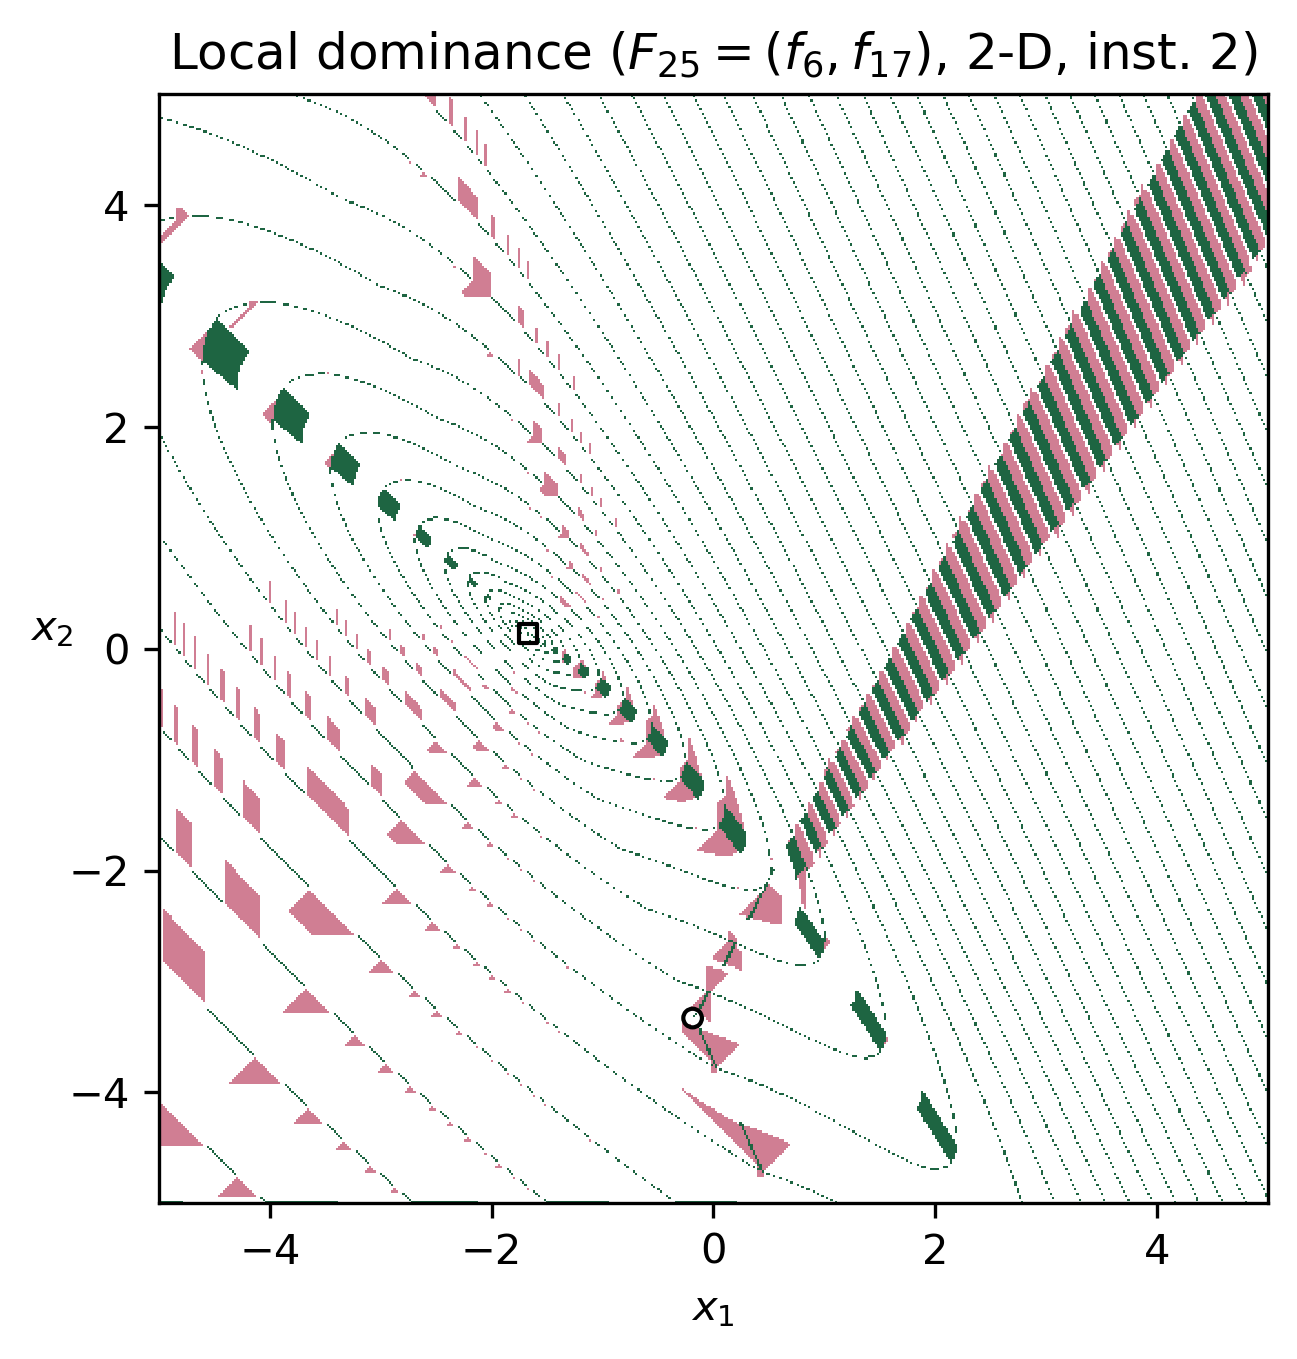 Local dominance (F₂₅ = (f₆, f₁₇), 2-D, inst. 2)
4
2
x₂
0
−2
−4
−4 −2 0 2 4
x₁